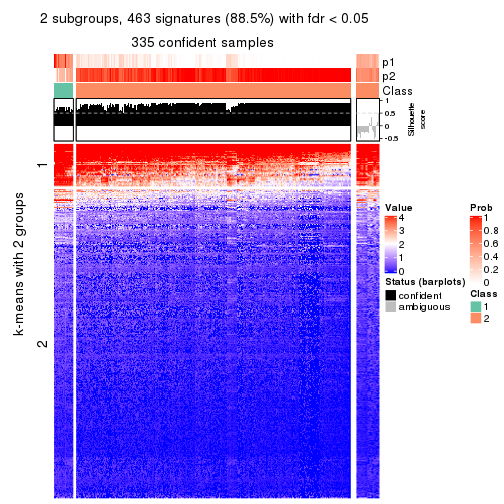 2 subgroups, 463 signatures (88.5%) with fdr < 0.05
335 confident samples
p1
p2
Class
1
0.5
0
-0.5
Silhouette
score
k-means with 2 groups
1
2
Value
4
3
2
1
0
Prob
1
0.8
0.6
0.4
0.2
0
Status (barplots)
confident
ambiguous
Class
1
2